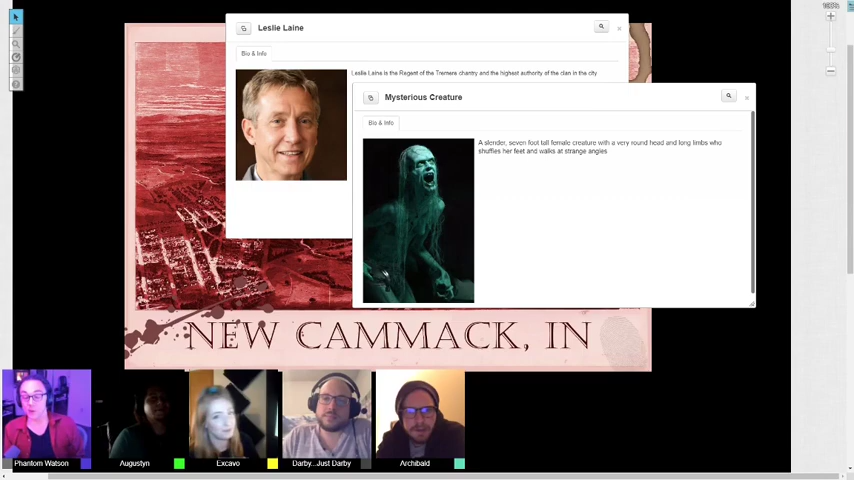 Leslie Laine
Bio & Info
Leslie Laine is the Regent of the Tremere chantry and the highest authority of the clan in the city
Mysterious Creature
Bio & Info
A slender, seven foot tall female creature with a very round head and long limbs who
shuffles her feet and walks at strange angles
NEW CAMMACK, IN
Phantom Watson
Augustyn
Excavo
Darby...Just Darby
Archibald